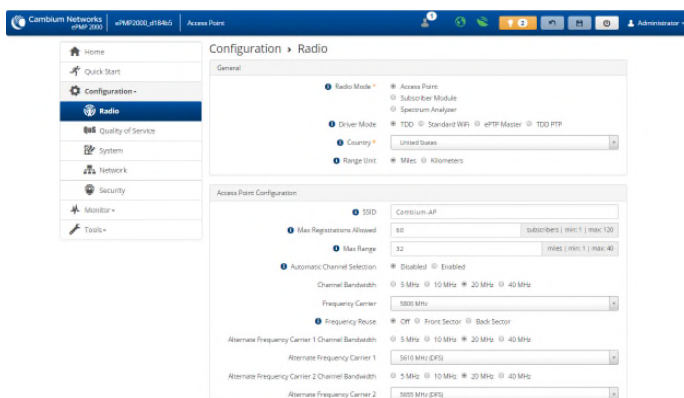 Cambium Networks
ePMP 2000
ePMP2000_d184b5
Access Point
1
2
Administrator
Home
Quick Start
Configuration
Radio
QoS Quality of Service
System
Network
Security
Monitor
Tools
Configuration › Radio
General
Radio Mode *
Access Point
Subscriber Module
Spectrum Analyzer
Driver Mode
TDD Standard WiFi ePTP Master TDD PTP
Country *
United States
Range Unit
Miles Kilometers
Access Point Configuration
SSID
Cambium-AP
Max Registrations Allowed
60
subscribers | min: 1 | max: 120
Max Range
32
miles | min: 1 | max: 40
Automatic Channel Selection
Disabled Enabled
Channel Bandwidth
5 MHz 10 MHz 20 MHz 40 MHz
Frequency Carrier
5800 MHz
Frequency Reuse
Off Front Sector Back Sector
Alternate Frequency Carrier 1 Channel Bandwidth
5 MHz 10 MHz 20 MHz 40 MHz
Alternate Frequency Carrier 1
5610 MHz (DFS)
Alternate Frequency Carrier 2 Channel Bandwidth
5 MHz 10 MHz 20 MHz 40 MHz
Alternate Frequency Carrier 2
5655 MHz (DFS)